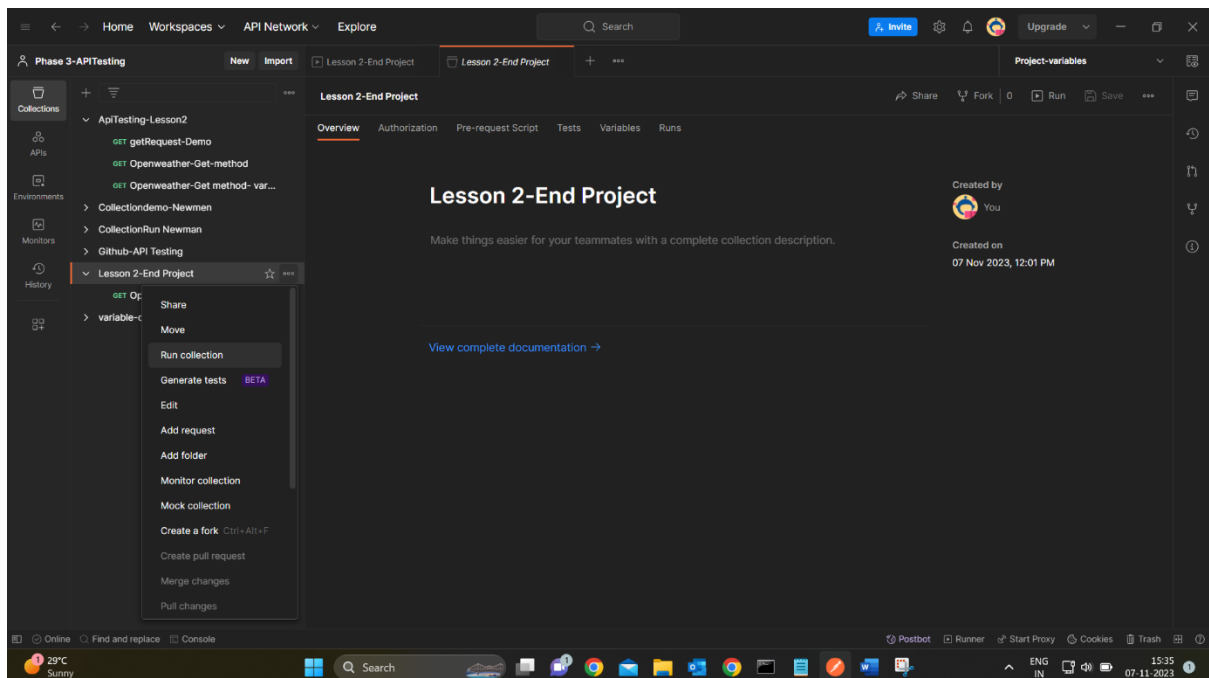 Home Workspaces API Network Explore Search Invite Upgrade
Phase 3-APITesting New Import Lesson 2-End Project Lesson 2-End Project Project-variables
Collections
APIs
Environments
Monitors
History
ApiTesting-Lesson2
GET getRequest-Demo
GET Openweather-Get-method
GET Openweather-Get method- var...
Collectiondemo-Newmen
CollectionRun Newman
Github-API Testing
Lesson 2-End Project
GET Op
variable-c
Share
Move
Run collection
Generate tests BETA
Edit
Add request
Add folder
Monitor collection
Mock collection
Create a fork Ctrl+Alt+F
Create pull request
Merge changes
Pull changes
Lesson 2-End Project Share Fork 0 Run Save
Overview Authorization Pre-request Script Tests Variables Runs
Lesson 2-End Project
Make things easier for your teammates with a complete collection description.
View complete documentation →
Created by
You
Created on
07 Nov 2023, 12:01 PM
Online Find and replace Console Postbot Runner Start Proxy Cookies Trash
1 29°C
Sunny
Search
1
ENG
IN
15:35
07-11-2023
1